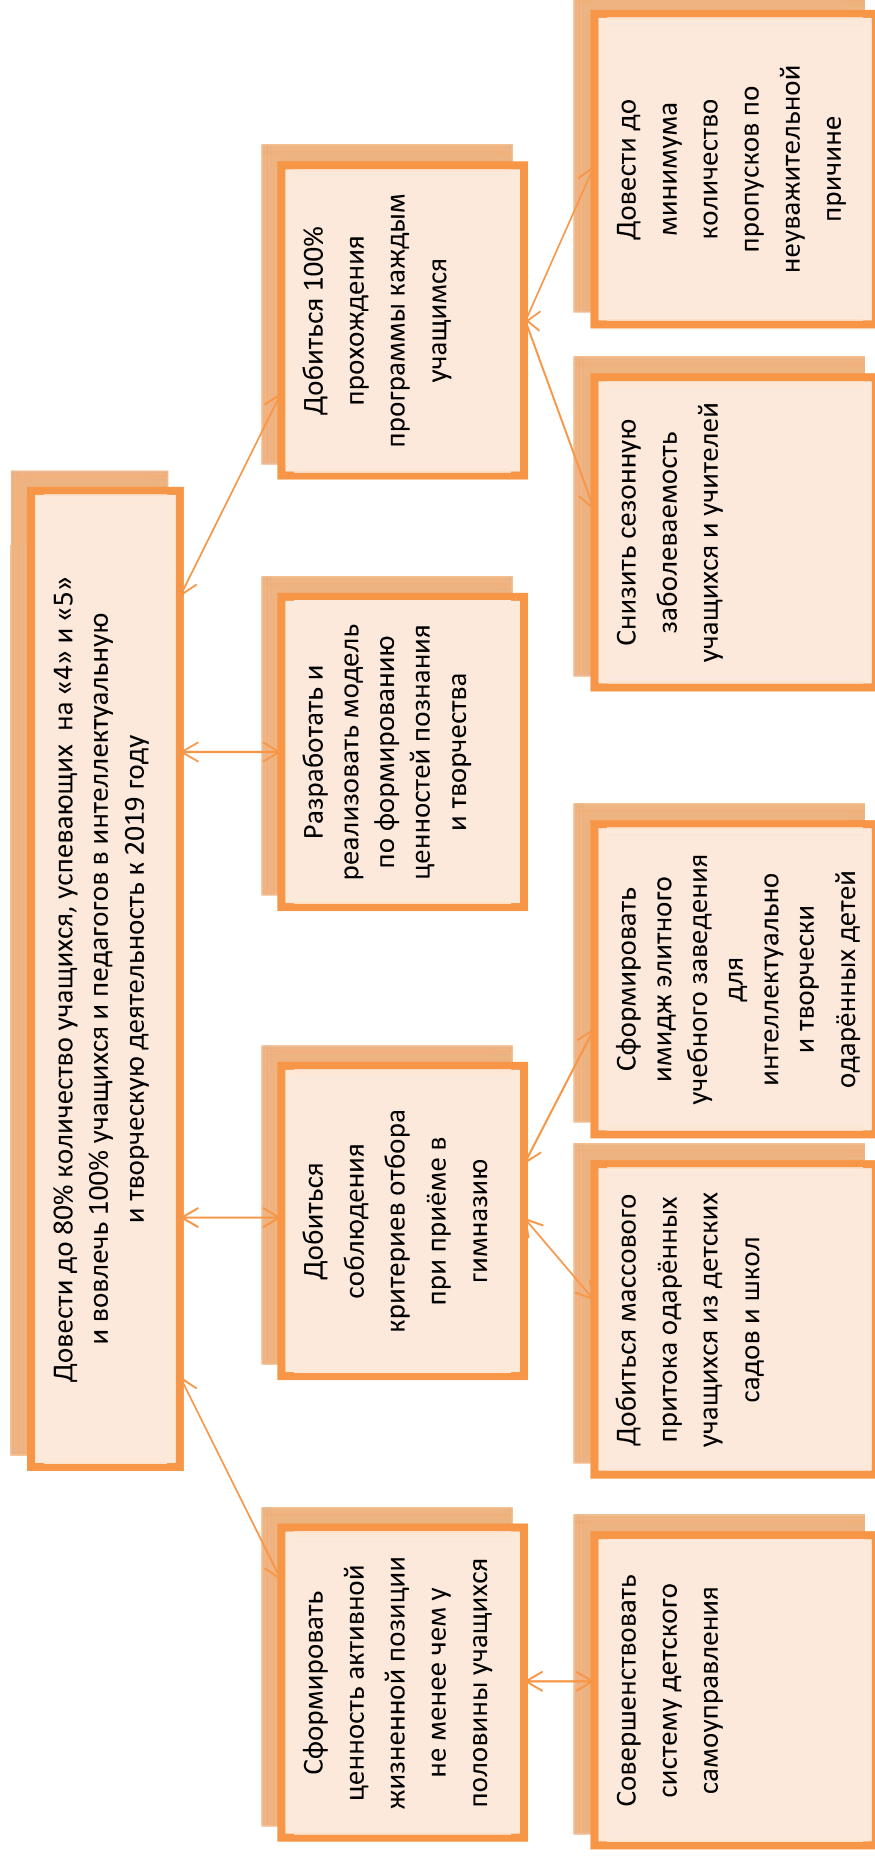 Довести до 80% количество учащихся, успевающих на «4» и «5»
и вовлечь 100% учащихся и педагогов в интеллектуальную
и творческую деятельность к 2019 году
Сформировать
ценность активной
жизненной позиции
не менее чем у
половины учащихся
Добиться
соблюдения
критериев отбора
при приёме в
гимназию
Разработать и
реализовать модель
по формированию
ценностей познания
и творчества
Добиться 100%
прохождения
программы каждым
учащимся
Совершенствовать
систему детского
самоуправления
Добиться массового
притока одарённых
учащихся из детских
садов и школ
Сформировать
имидж элитного
учебного заведения
для
интеллектуально
и творчески
одарённых детей
Снизить сезонную
заболеваемость
учащихся и учителей
Довести до
минимума
количество
пропусков по
неуважительной
причине